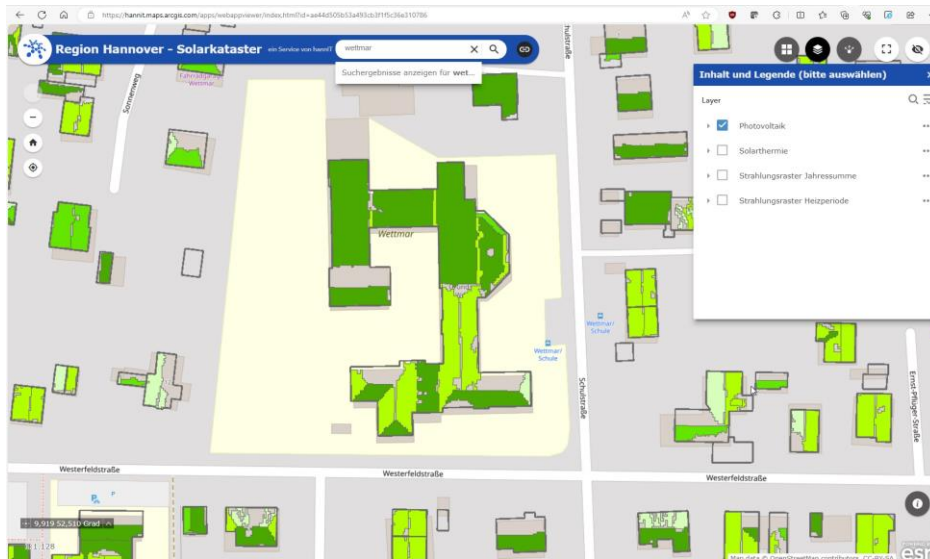 https://hannit.maps.arcgis.com/apps/webappviewer/index.html?id=ae44d505b53a493cb3f1f5c36e310786
Region Hannover - Solarkataster
ein Service von hannIT
wettmar
Suchergebnisse anzeigen für wet...
Inhalt und Legende (bitte auswählen)
Layer
Photovoltaik
Solarthermie
Strahlungsraster Jahressumme
Strahlungsraster Heizperiode
Wettmar
Sonnenweg
Schulstraße
Schulstraße
Wettmar/
Schule
Wettmar/
Schule
Ernst-Pflüger-Straße
Westerfeldstraße
Westerfeldstraße
Westerfeldstraße
P
P
9,919 52,510 Grad
1:128
Map data © OpenStreetMap contributors, CC-BY-SA
esri